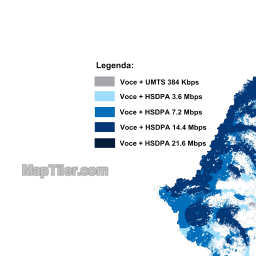 Legenda:
Voce + UMTS 384 Kbps
Voce + HSDPA 3.6 Mbps
Voce + HSDPA 7.2 Mbps
Voce + HSDPA 14.4 Mbps
Voce + HSDPA 21.6 Mbps
MapTiler.com